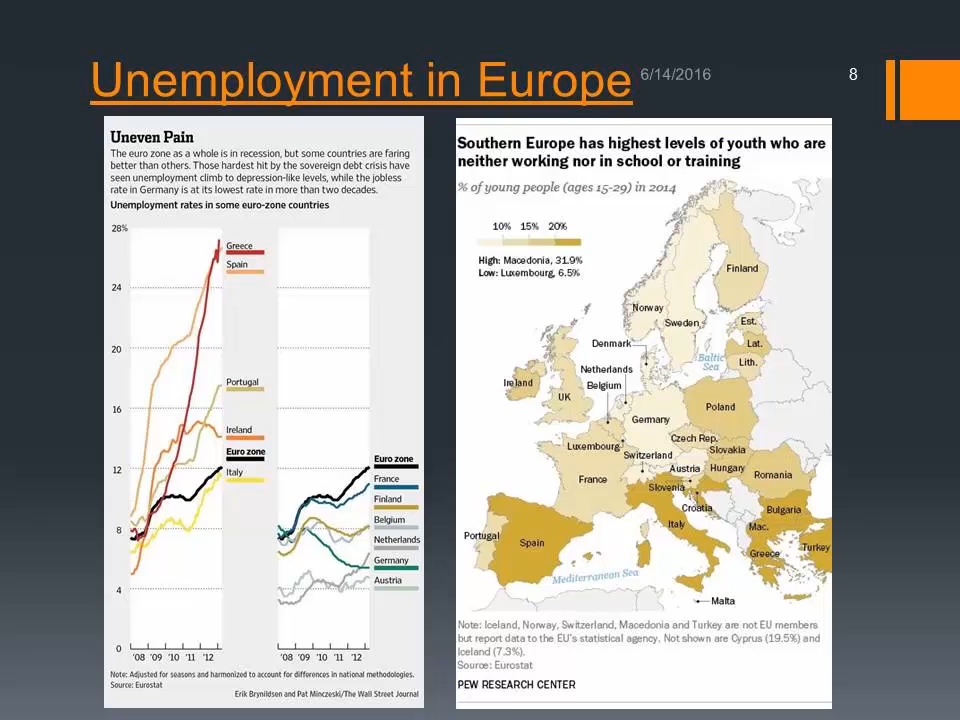 Unemployment in Europe
6/14/2016
8
Uneven Pain
The euro zone as a whole is in recession, but some countries are faring
better than others. Those hardest hit by the sovereign debt crisis have
seen unemployment climb to depression-like levels, while the jobless
rate in Germany is at its lowest rate in more than two decades.
Unemployment rates in some euro-zone countries
28%
24
20
16
12
8
4
0
Greece
Spain
Portugal
Ireland
Euro zone
Italy
'08 '09 '10 '11 '12
Euro zone
France
Finland
Belgium
Netherlands
Germany
Austria
'08 '09 '10 '11 '12
Note: Adjusted for seasons and harmonized to account for differences in national methodologies.
Source: Eurostat
Erik Brynildsen and Pat Minczeski/The Wall Street Journal
Southern Europe has highest levels of youth who are
neither working nor in school or training
% of young people (ages 15-29) in 2014
10% 15% 20%
High: Macedonia, 31.9%
Low: Luxembourg, 6.5%
Finland
Norway
Sweden
Est.
Denmark
Lat.
Baltic
Sea
Lith.
Netherlands
Ireland
Belgium
UK
Poland
Germany
Czech Rep.
Luxembourg
Slovakia
Switzerland
Austria
Hungary
Romania
France
Slovenia
Croatia
Bulgaria
Italy
Mac.
Portugal
Spain
Greece
Turkey
Mediterranean Sea
Malta
Note: Iceland, Norway, Switzerland, Macedonia and Turkey are not EU members
but report data to the EU's statistical agency. Not shown are Cyprus (19.5%) and
Iceland (7.3%).
Source: Eurostat
PEW RESEARCH CENTER